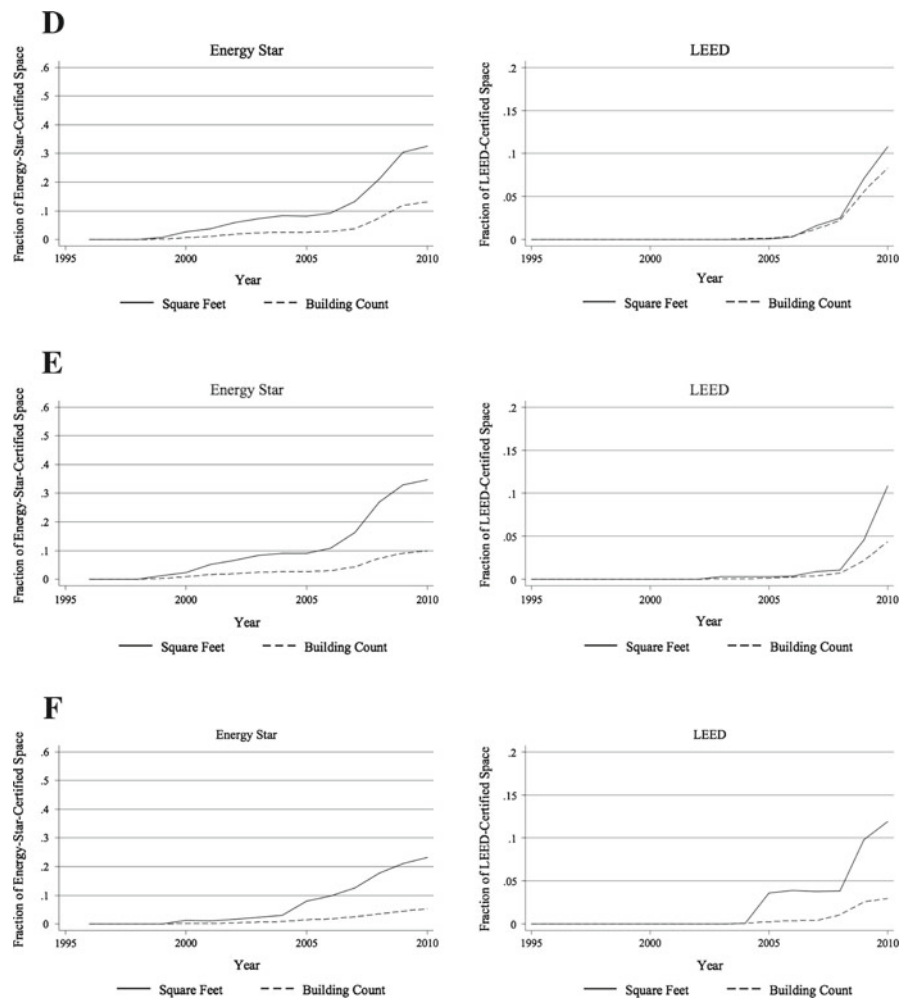 D
Energy Star
Fraction of Energy-Star-Certified Space
.6
.5
.4
.3
.2
.1
0
1995 2000 2005 2010
Year
Square Feet Building Count
LEED
Fraction of LEED-Certified Space
.2
.15
.1
.05
0
1995 2000 2005 2010
Year
Square Feet Building Count
E
Energy Star
Fraction of Energy-Star-Certified Space
.6
.5
.4
.3
.2
.1
0
1995 2000 2005 2010
Year
Square Feet Building Count
LEED
Fraction of LEED-Certified Space
.2
.15
.1
.05
0
1995 2000 2005 2010
Year
Square Feet Building Count
F
Energy Star
Fraction of Energy-Star-Certified Space
.6
.5
.4
.3
.2
.1
0
1995 2000 2005 2010
Year
Square Feet Building Count
LEED
Fraction of LEED-Certified Space
.2
.15
.1
.05
0
1995 2000 2005 2010
Year
Square Feet Building Count